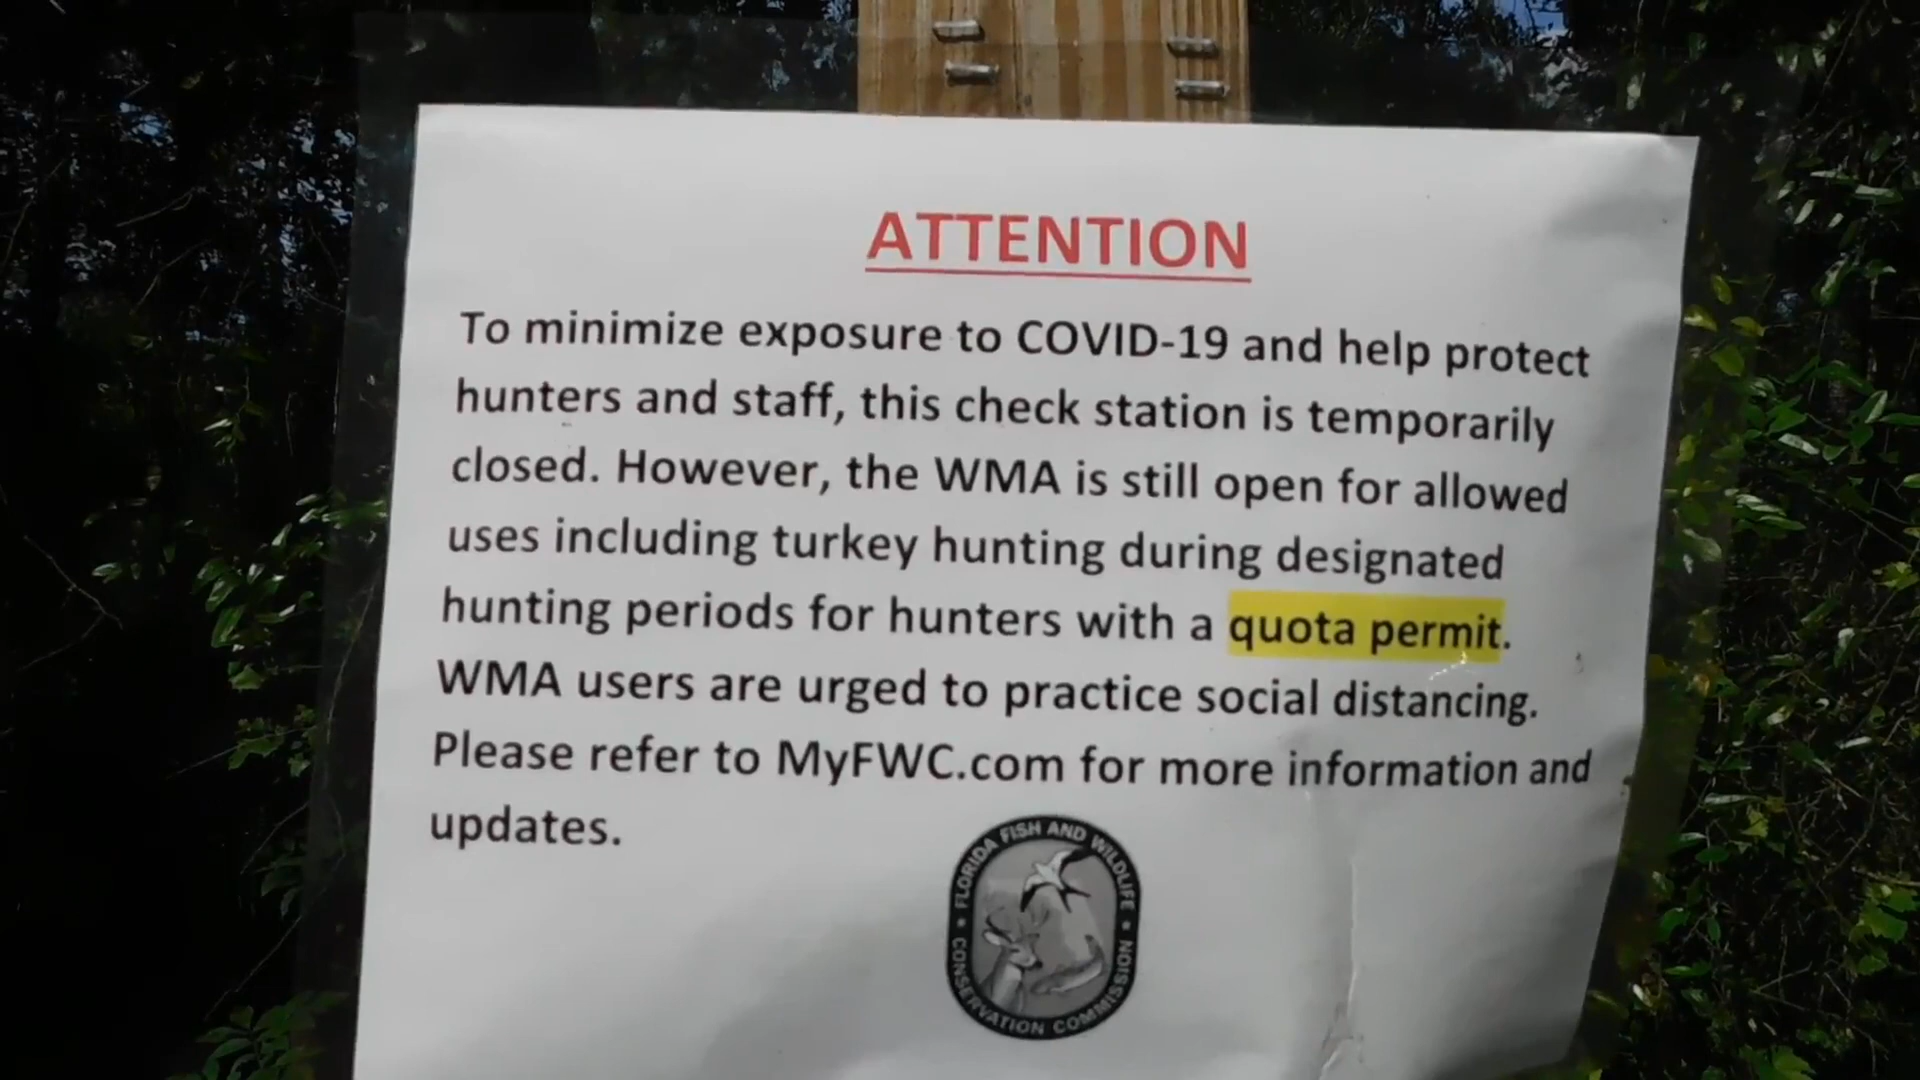 ATTENTION
To minimize exposure to COVID-19 and help protect
hunters and staff, this check station is temporarily
closed. However, the WMA is still open for allowed
uses including turkey hunting during designated
hunting periods for hunters with a quota permit.
WMA users are urged to practice social distancing.
Please refer to MyFWC.com for more information and
updates.
FLORIDA FISH AND WILDLIFE
CONSERVATION COMMISSION